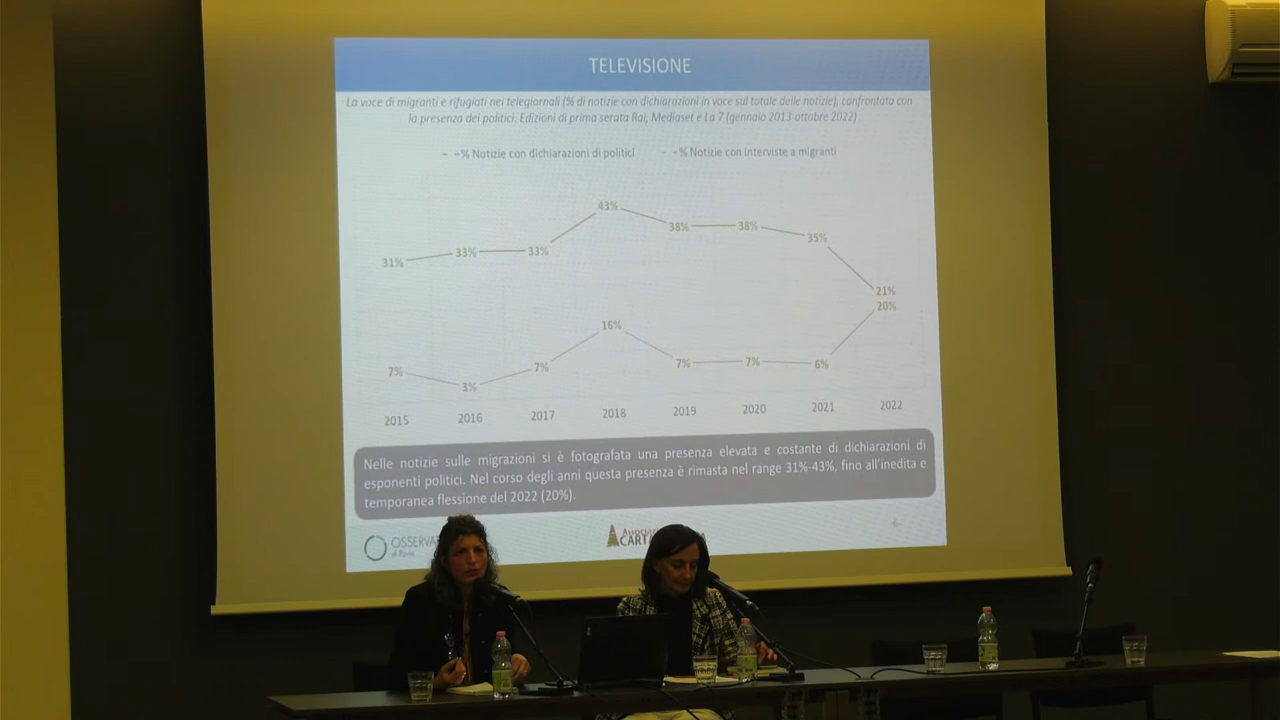 TELEVISIONE
La voce di migranti e rifugiati nei telegiornali (% di notizie con dichiarazioni in voce sul totale delle notizie), confrontata con
la presenza dei politici. Edizioni di prima serata Rai, Mediaset e La 7 (gennaio 2013-ottobre 2022)
% Notizie con dichiarazioni di politici % Notizie con interviste a migranti
31% 33% 33% 43% 38% 38% 35% 21%
7% 3% 7% 16% 7% 7% 6% 20%
2015 2016 2017 2018 2019 2020 2021 2022
Nelle notizie sulle migrazioni si è fotografata una presenza elevata e costante di dichiarazioni di
esponenti politici. Nel corso degli anni questa presenza è rimasta nel range 31%-43%, fino all'inedita e
temporanea flessione del 2022 (20%).
OSSERVA
di Pavia
Associazi
CART